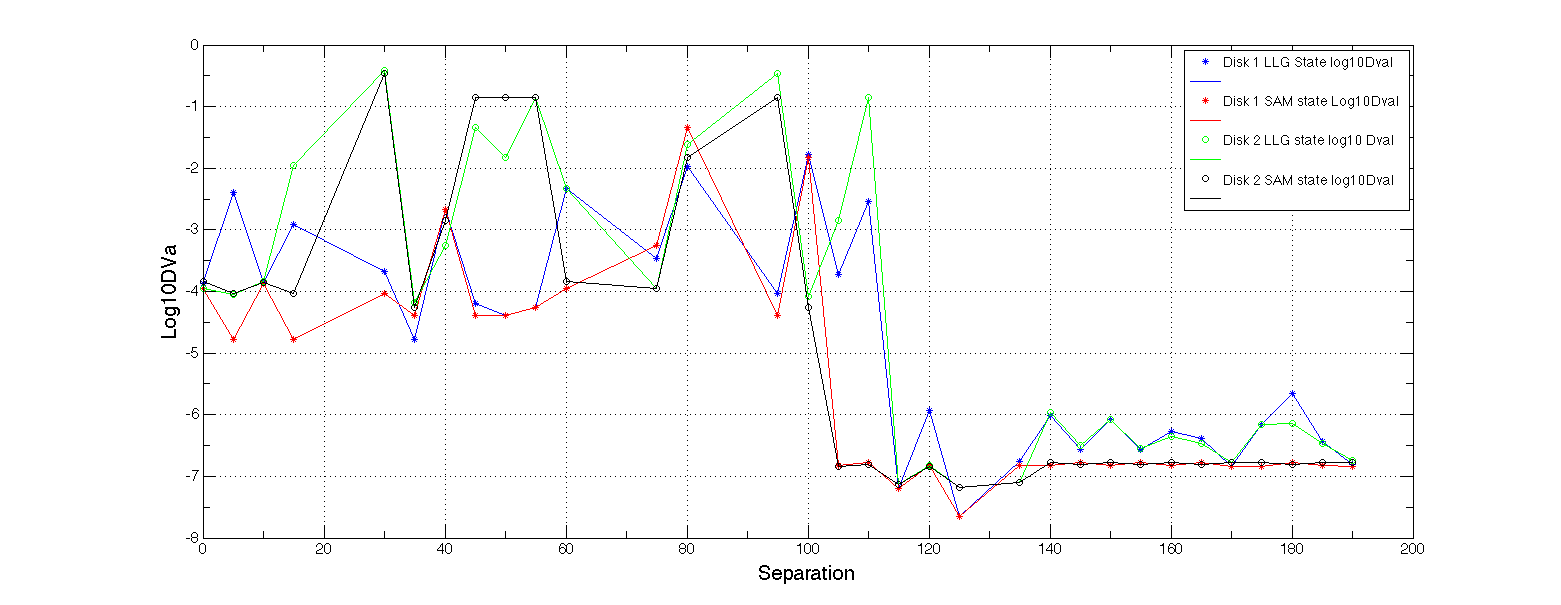 0
-1
-2
-3
-4
-5
-6
-7
-8
Log10DVa
0 20 40 60 80 100 120 140 160 180 200
Separation
Disk 1 LLG State log10Dval
Disk 1 SAM state Log10Dval
Disk 2 LLG state log10 Dval
Disk 2 SAM state log10Dval